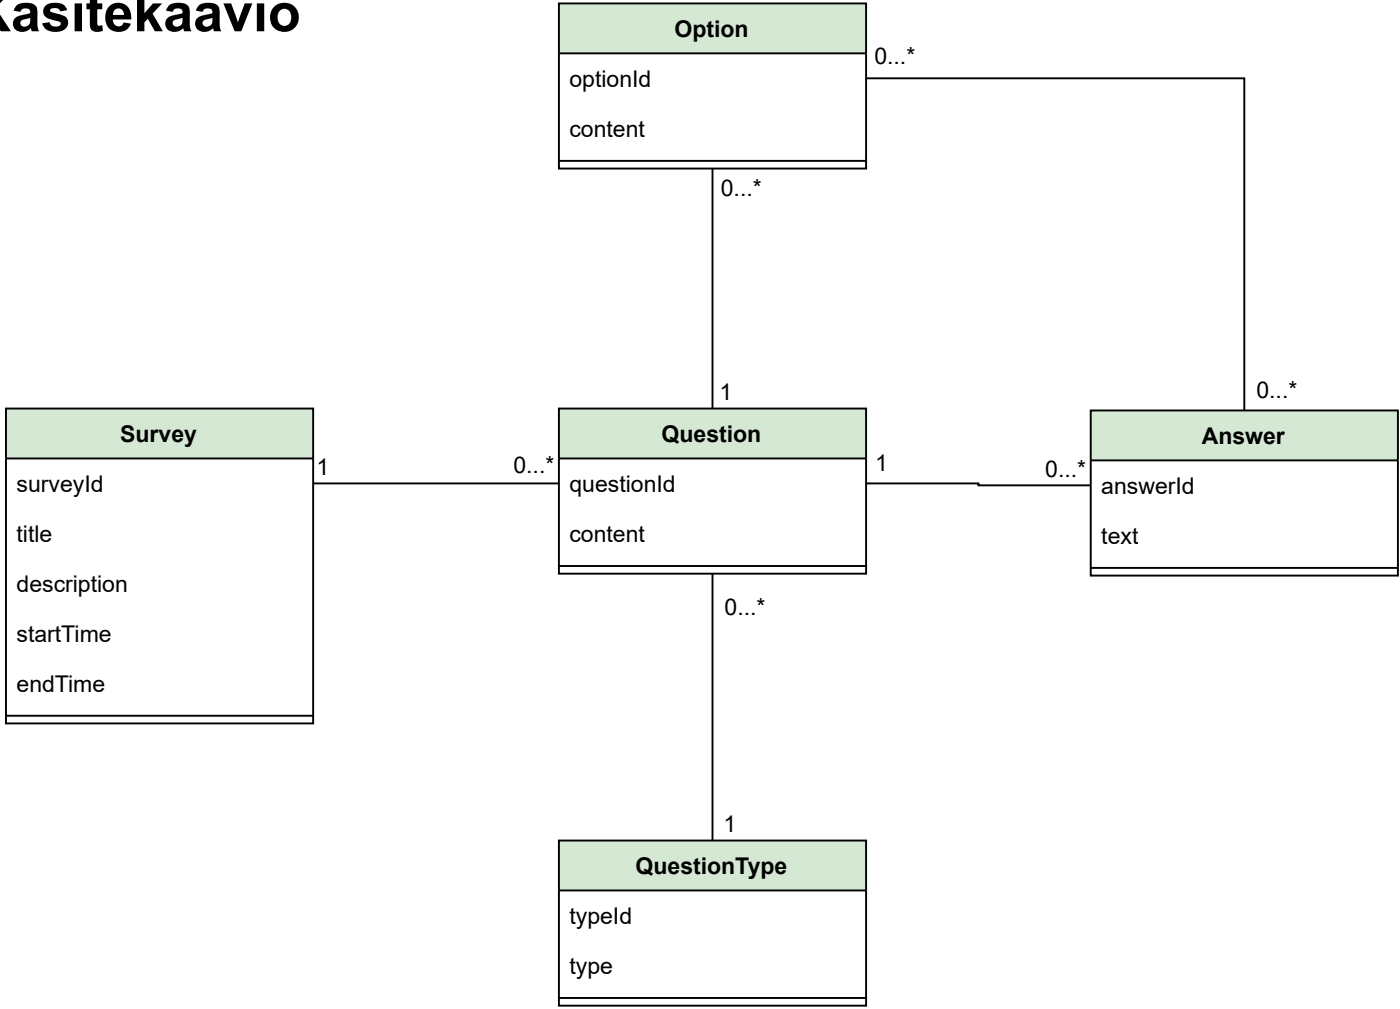 Käsitekaavio
Option
optionId
content
0...*
0...*
1
0...*
Survey
surveyId
title
description
startTime
endTime
1
0...*
Question
questionId
content
1
0...*
Answer
answerId
text
0...*
1
QuestionType
typeId
type